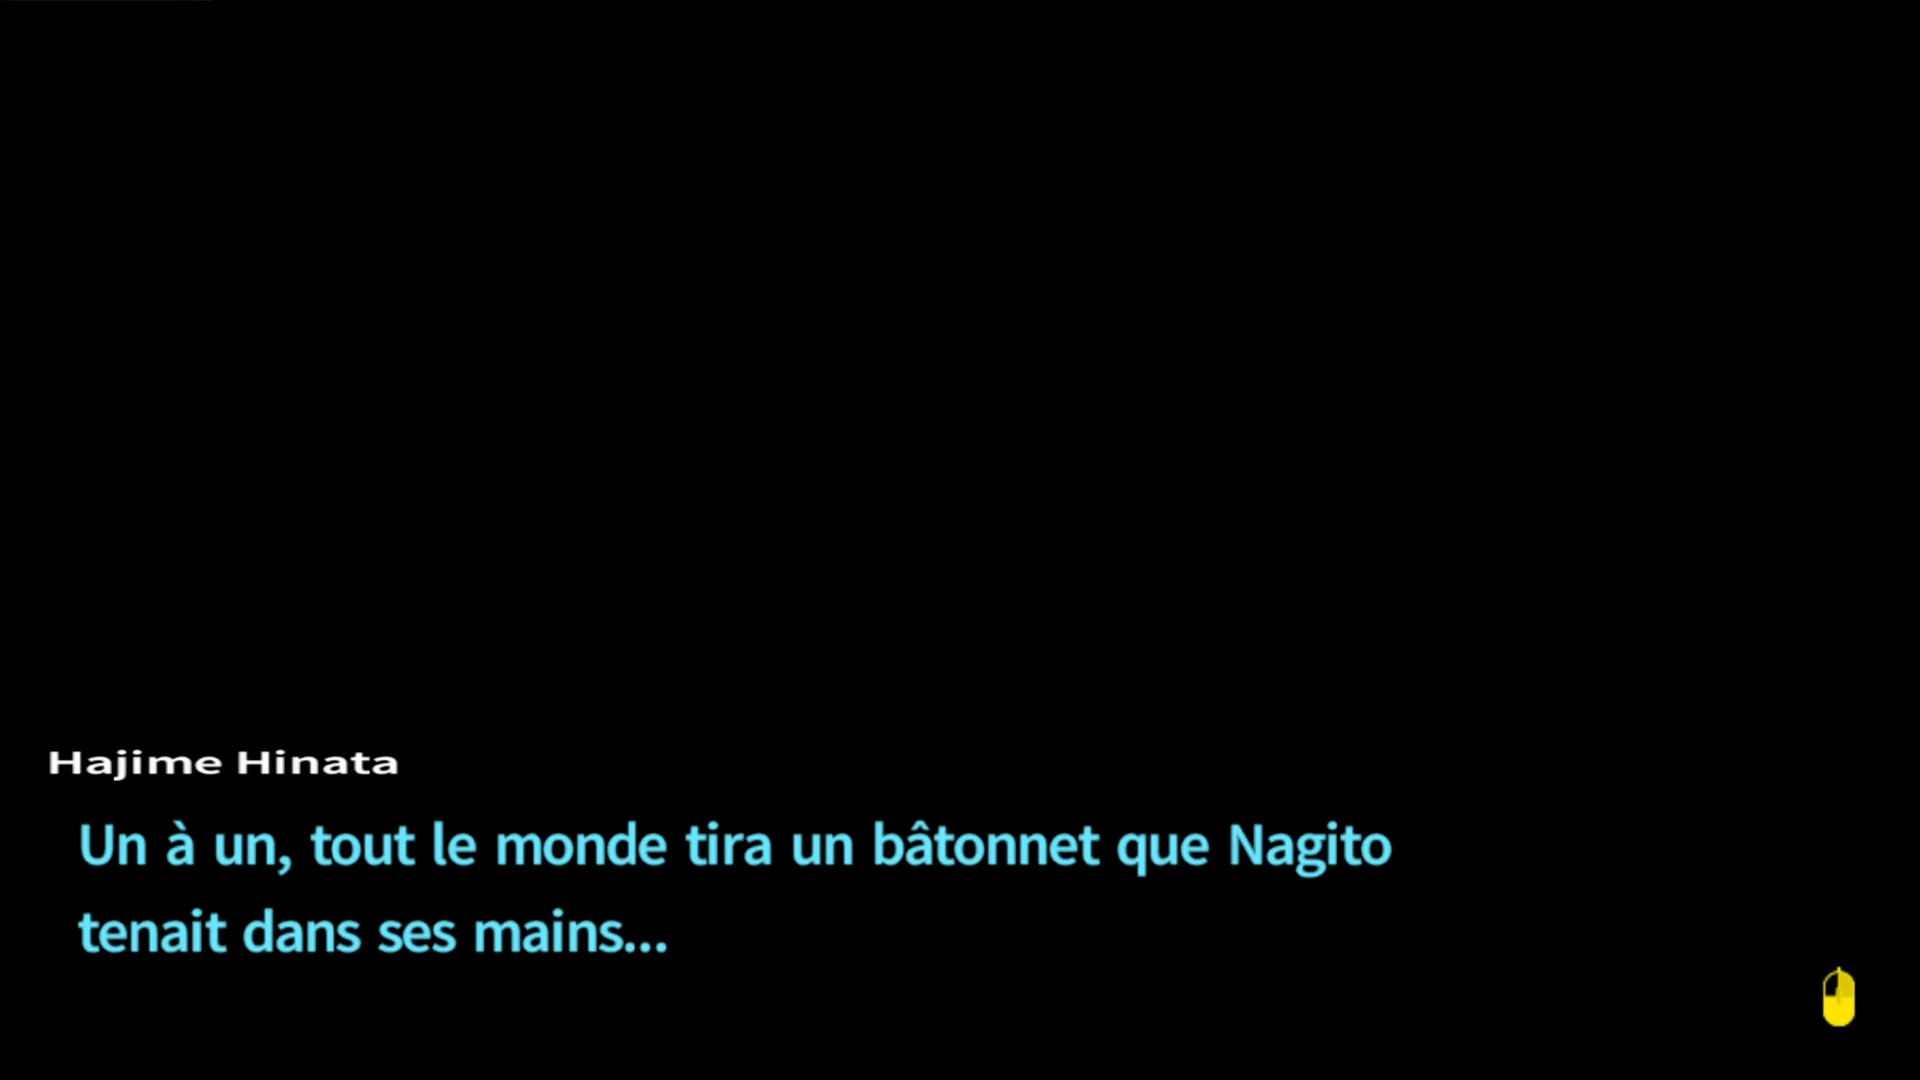 Hajime Hinata
Un à un, tout le monde tira un bâtonnet que Nagito
tenait dans ses mains...